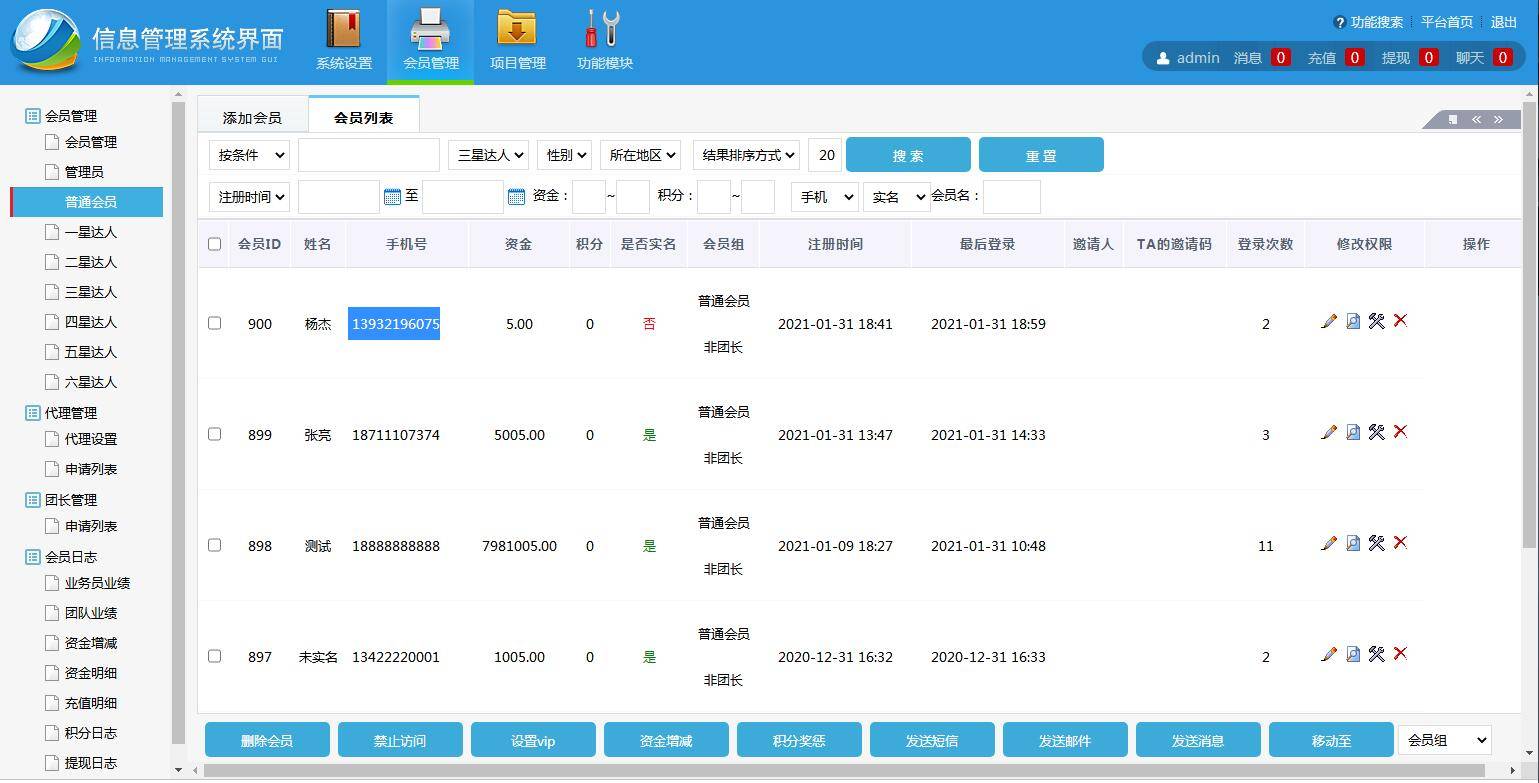 信息管理系统界面
INFORMATION MANAGEMENT SYSTEM GUI
系统设置 会员管理 项目管理 功能模块
功能搜索 平台首页 退出
admin 消息 0 充值 0 提现 0 聊天 0
会员管理
会员管理
管理员
普通会员
一星达人
二星达人
三星达人
四星达人
五星达人
六星达人
代理管理
代理设置
申请列表
团长管理
申请列表
会员日志
业务员业绩
团队业绩
资金增减
资金明细
充值明细
积分日志
提现日志
添加会员 会员列表
按条件 三星达人 性别 所在地区 结果排序方式 20 搜 索 重 置
注册时间 至 资金： ~ 积分： ~ 手机 实名 会员名：
会员ID 姓名 手机号 资金 积分 是否实名 会员组 注册时间 最后登录 邀请人 TA的邀请码 登录次数 修改权限 操作
普通会员
900 杨杰 13932196075 5.00 0 否 2021-01-31 18:41 2021-01-31 18:59 2
非团长
普通会员
899 张亮 18711107374 5005.00 0 是 2021-01-31 13:47 2021-01-31 14:33 3
非团长
普通会员
898 测试 18888888888 7981005.00 0 是 2021-01-09 18:27 2021-01-31 10:48 11
非团长
普通会员
897 未实名 13422220001 1005.00 0 是 2020-12-31 16:32 2020-12-31 16:33 2
非团长
删除会员 禁止访问 设置vip 资金增减 积分奖惩 发送短信 发送邮件 发送消息 移动至 会员组